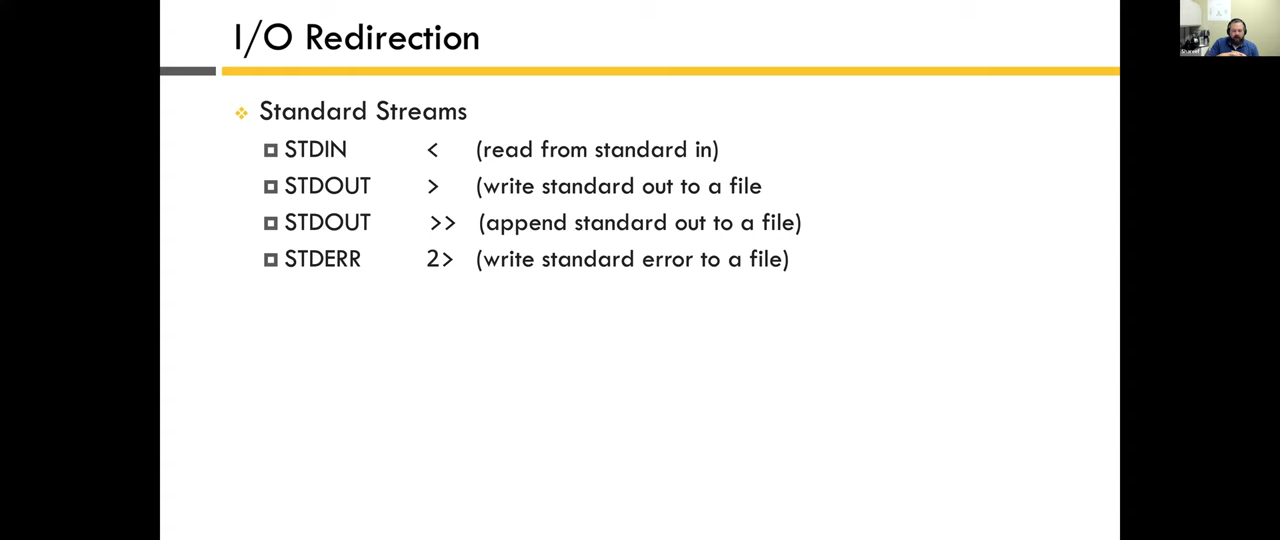 I/O Redirection
Standard Streams
STDIN < (read from standard in)
STDOUT > (write standard out to a file
STDOUT >> (append standard out to a file)
STDERR 2> (write standard error to a file)